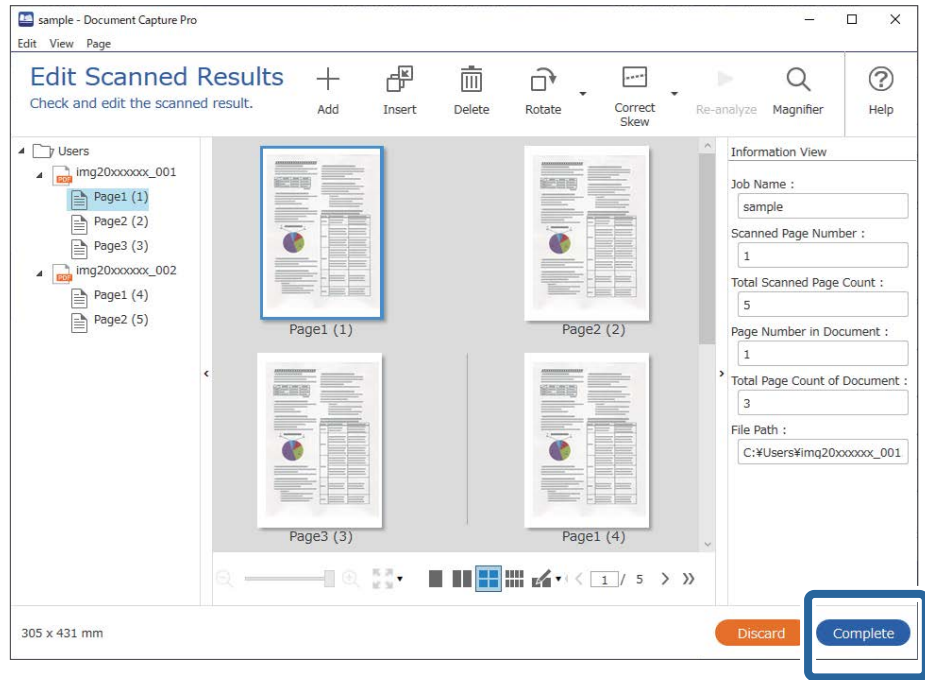 sample - Document Capture Pro
Edit View Page
Edit Scanned Results
Check and edit the scanned result.
Add
Insert
Delete
Rotate
Correct Skew
Re-analyze
Magnifier
Help
Users
img20xxxxxx_001
PDF
Page1 (1)
Page2 (2)
Page3 (3)
img20xxxxxx_002
PDF
Page1 (4)
Page2 (5)
Page1 (1)
Page2 (2)
Page3 (3)
Page1 (4)
1 / 5
Information View
Job Name :
sample
Scanned Page Number :
1
Total Scanned Page Count :
5
Page Number in Document :
1
Total Page Count of Document :
3
File Path :
C:¥Users¥img20xxxxxx_001
305 x 431 mm
Discard
Complete